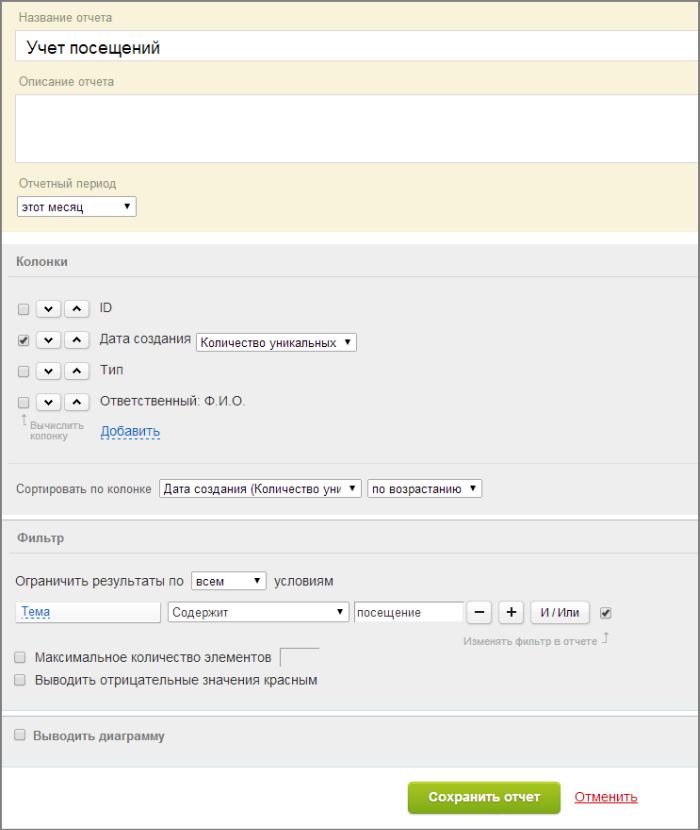 Название отчета
Учет посещений
Описание отчета
Отчетный период
этот месяц
Колонки
ID
Дата создания Количество уникальных
Тип
Ответственный: Ф.И.О.
Вычислить
колонку
Добавить
Сортировать по колонке Дата создания (Количество уни по возрастанию
Фильтр
Ограничить результаты по всем условиям
Тема Содержит посещение − + И / Или
Изменять фильтр в отчете
Максимальное количество элементов
Выводить отрицательные значения красным
Выводить диаграмму
Сохранить отчет Отменить